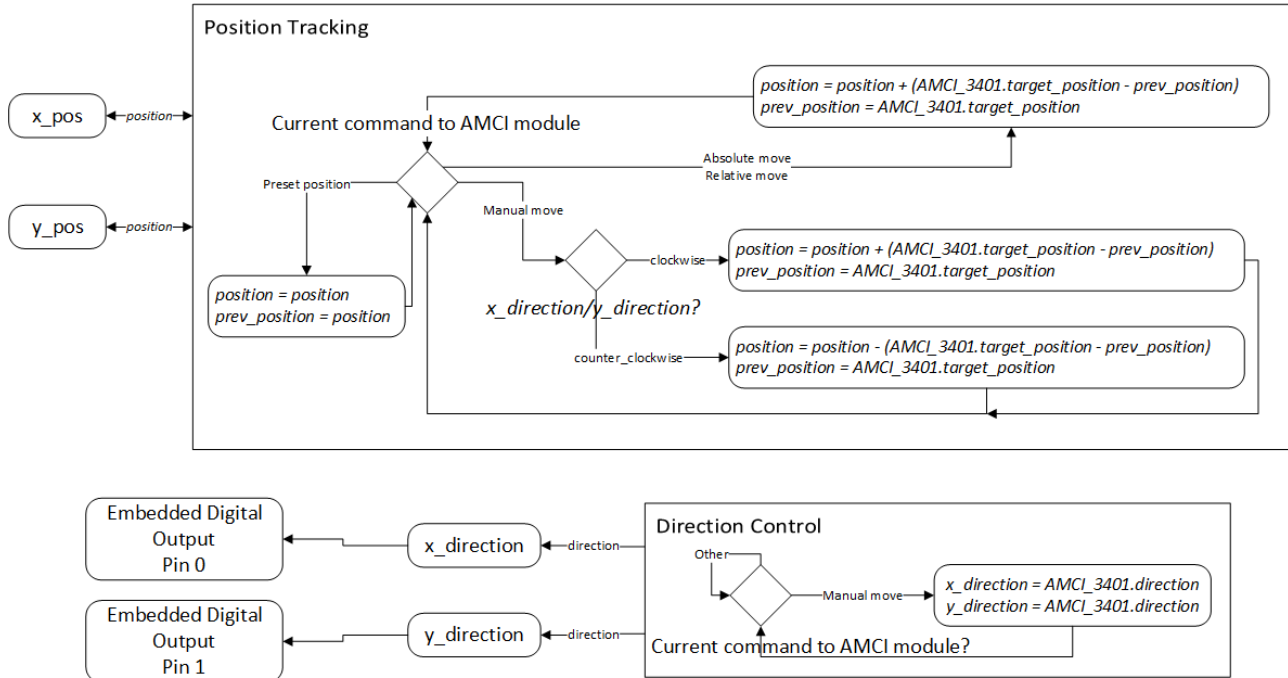 Position Tracking
position = position + (AMCI_3401.target_position - prev_position)
prev_position = AMCI_3401.target_position
x_pos
position
Current command to AMCI module
Absolute move
Relative move
Preset position
Manual move
y_pos
position
clockwise
position = position + (AMCI_3401.target_position - prev_position)
prev_position = AMCI_3401.target_position
position = position
prev_position = position
x_direction/y_direction?
counter_clockwise
position = position - (AMCI_3401.target_position - prev_position)
prev_position = AMCI_3401.target_position
Embedded Digital
Output
Pin 0
x_direction
direction
Direction Control
Other
Manual move
x_direction = AMCI_3401.direction
y_direction = AMCI_3401.direction
Embedded Digital
Output
Pin 1
y_direction
direction
Current command to AMCI module?